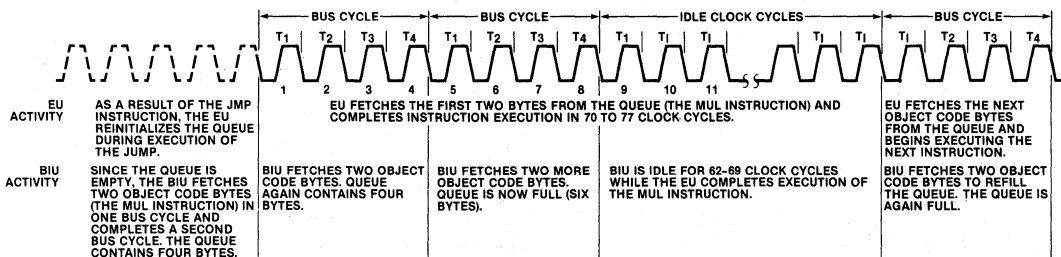 BUS CYCLE BUS CYCLE IDLE CLOCK CYCLES BUS CYCLE
T1 T2 T3 T4 T1 T2 T3 T4 T1 TI TI TI TI TI T2 T3 T4
1 2 3 4 5 6 7 8 9 10 11
EU
ACTIVITY
AS A RESULT OF THE JMP
INSTRUCTION, THE EU
REINITIALIZES THE QUEUE
DURING EXECUTION OF
THE JUMP.
EU FETCHES THE FIRST TWO BYTES FROM THE QUEUE (THE MUL INSTRUCTION) AND
COMPLETES INSTRUCTION EXECUTION IN 70 TO 77 CLOCK CYCLES.
EU FETCHES THE NEXT
OBJECT CODE BYTES
FROM THE QUEUE AND
BEGINS EXECUTING THE
NEXT INSTRUCTION.
BIU
ACTIVITY
SINCE THE QUEUE IS
EMPTY, THE BIU FETCHES
TWO OBJECT CODE BYTES
(THE MUL INSTRUCTION) IN
ONE BUS CYCLE AND
COMPLETES A SECOND
BUS CYCLE. THE QUEUE
CONTAINS FOUR BYTES.
BIU FETCHES TWO OBJECT
CODE BYTES. QUEUE
AGAIN CONTAINS FOUR
BYTES.
BIU FETCHES TWO MORE
OBJECT CODE BYTES.
QUEUE IS NOW FULL (SIX
BYTES).
BIU IS IDLE FOR 62-69 CLOCK CYCLES
WHILE THE EU COMPLETES EXECUTION OF
THE MUL INSTRUCTION.
BIU FETCHES TWO OBJECT
CODE BYTES TO REFILL
THE QUEUE. THE QUEUE IS
AGAIN FULL.